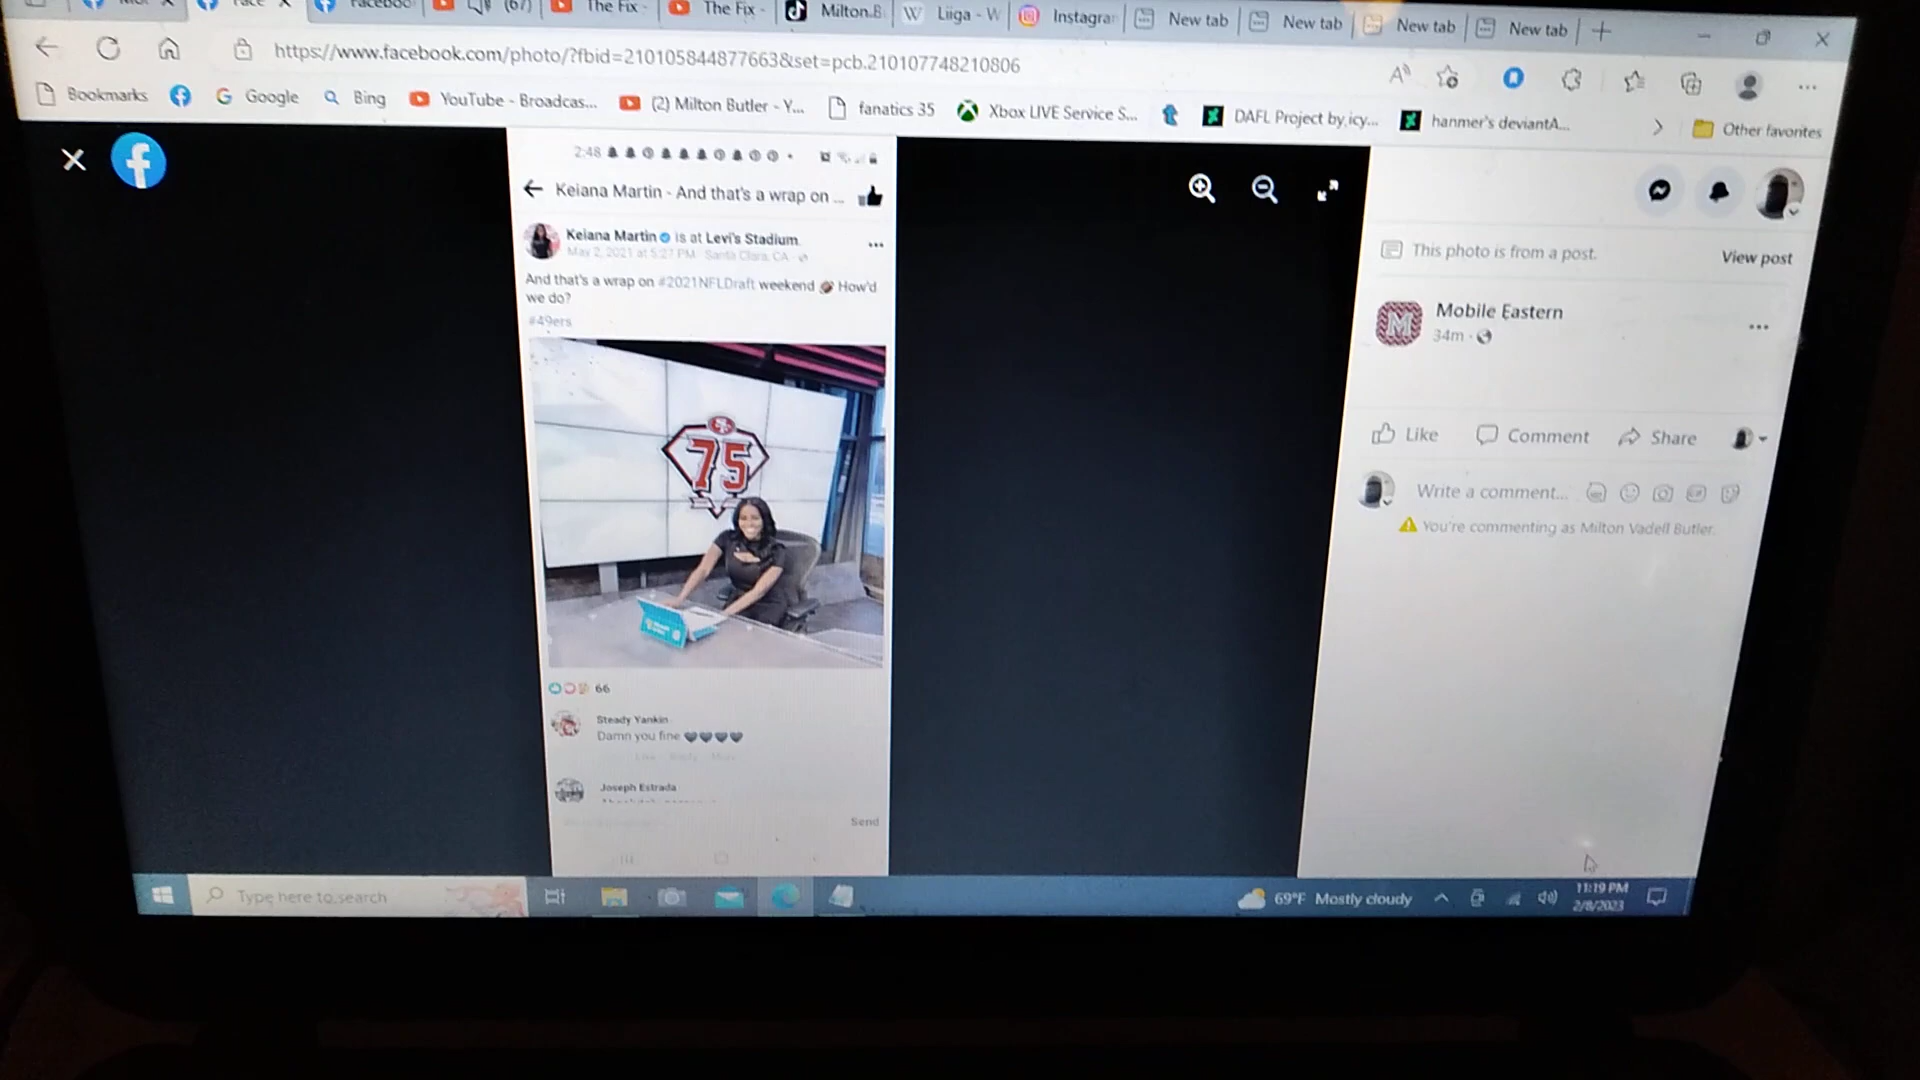 Facebook
(67)
The Fix -
The Fix -
Milton.B
Liiga - W
Instagra
New tab
New tab
New tab
New tab
https://www.facebook.com/photo/?fbid=210105844877663&set=pcb.210107748210806
Bookmarks
Google
Bing
YouTube - Broadcas...
(2) Milton Butler - Y...
fanatics 35
Xbox LIVE Service S...
DAFL Project by icy...
hanmer's deviantA...
Other favorites
2:48
Keiana Martin - And that's a wrap on ...
Keiana Martin is at Levi's Stadium.
May 2, 2021 at 5:27 PM · Santa Clara, CA ·
And that's a wrap on #2021NFLDraft weekend 🏈 How'd
we do?
#49ers
SF
75
66
Steady Yankin
Damn you fine 🖤🖤🖤🖤
Like Reply More
Joseph Estrada
Send
This photo is from a post.
View post
M
Mobile Eastern
34m ·
Like
Comment
Share
Write a comment...
You're commenting as Milton Vadell Butler.
Type here to search
69°F Mostly cloudy
11:19 PM
2/8/2023